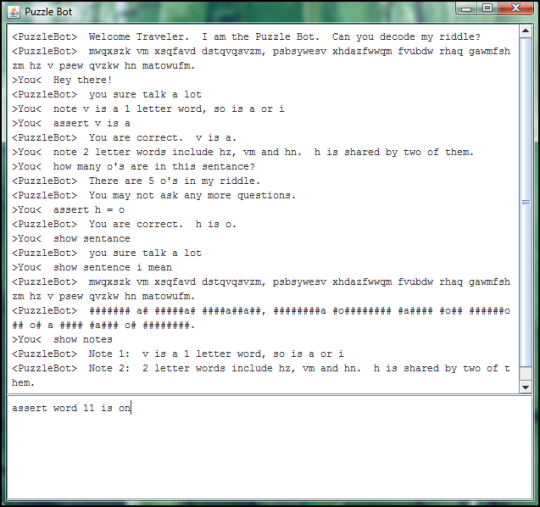 Puzzle Bot
<PuzzleBot> Welcome Traveler. I am the Puzzle Bot. Can you decode my riddle?
<PuzzleBot> mwqxszk vm xsqfavd dstqvqsvzm, psbsywesv xhdazfwwqm fvubdw rhaq gawmfsh
zm hz v psew qvzkw hn matowufm.
>You< Hey there!
<PuzzleBot> you sure talk a lot
>You< note v is a 1 letter word, so is a or i
>You< assert v is a
<PuzzleBot> You are correct. v is a.
>You< note 2 letter words include hz, vm and hn. h is shared by two of them.
>You< how many o's are in this sentance?
<PuzzleBot> There are 5 o's in my riddle.
<PuzzleBot> You may not ask any more questions.
>You< assert h = o
<PuzzleBot> You are correct. h is o.
>You< show sentance
<PuzzleBot> you sure talk a lot
>You< show sentence i mean
<PuzzleBot> mwqxszk vm xsqfavd dstqvqsvzm, psbsywesv xhdazfwwqm fvubdw rhaq gawmfsh
zm hz v psew qvzkw hn matowufm.
<PuzzleBot> ####### a# #####a# ####a##a##, ########a #o######## #a#### #o## ######o
## o# a #### #a### o# ########.
>You< show notes
<PuzzleBot> Note 1: v is a 1 letter word, so is a or i
<PuzzleBot> Note 2: 2 letter words include hz, vm and hn. h is shared by two of t
hem.
assert word 11 is on